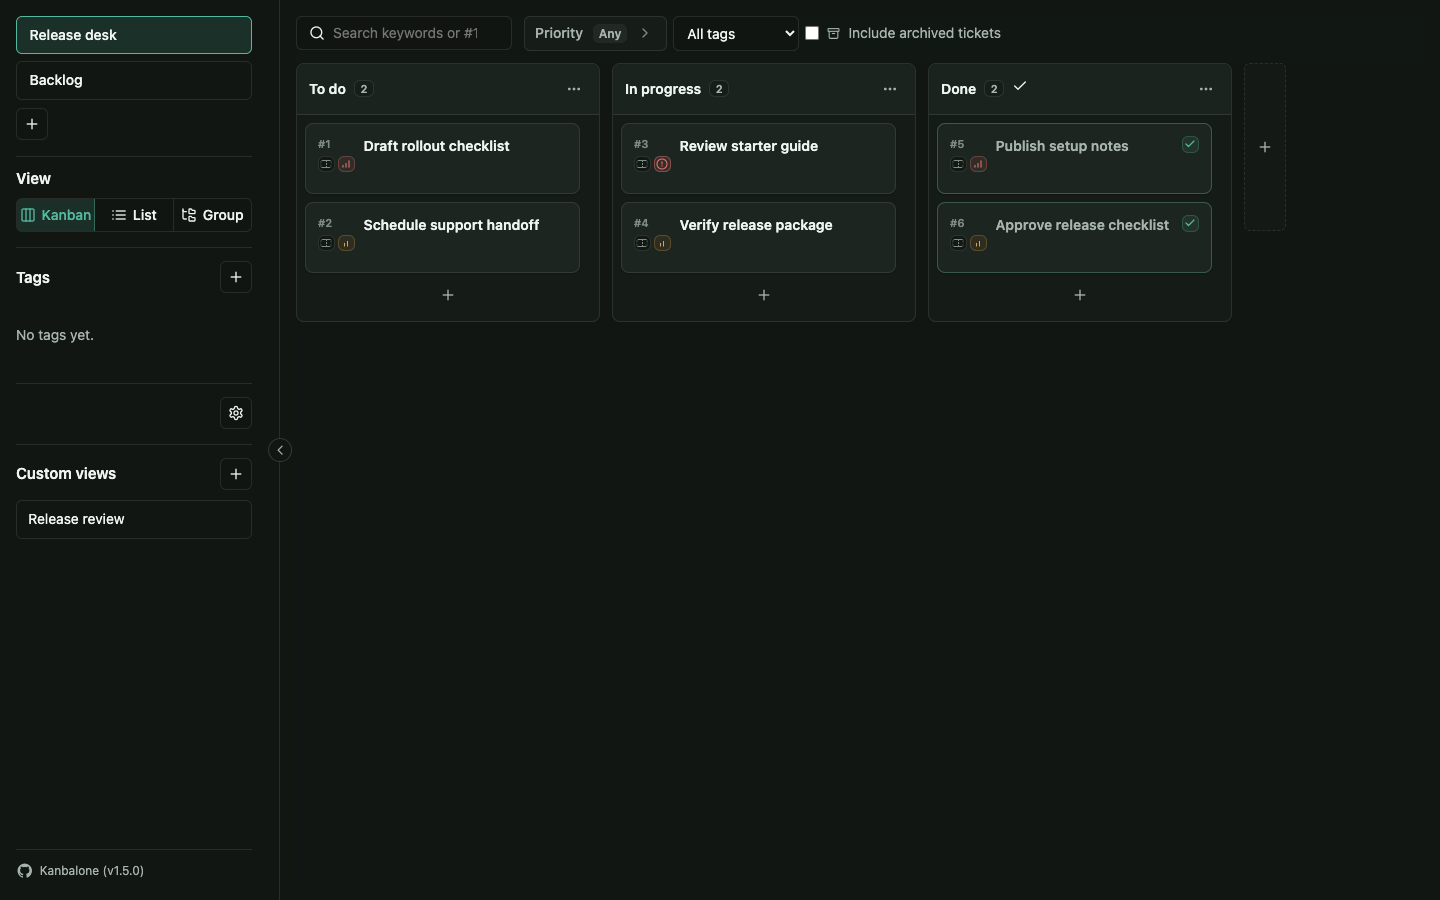 Release desk
Backlog
View
Kanban
List
Group
Tags
No tags yet.
Custom views
Release review
Kanbalone (v1.5.0)
Search keywords or #1
Priority Any
All tags
Include archived tickets
To do 2
#1 Draft rollout checklist
#2 Schedule support handoff
In progress 2
#3 Review starter guide
#4 Verify release package
Done 2
#5 Publish setup notes
#6 Approve release checklist